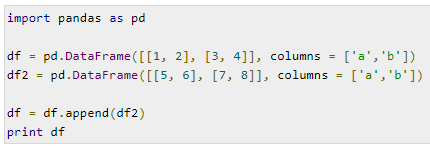 import pandas as pd
df = pd.DataFrame([[1, 2], [3, 4]], columns = ['a','b'])
df2 = pd.DataFrame([[5, 6], [7, 8]], columns = ['a','b'])
df = df.append(df2)
print df